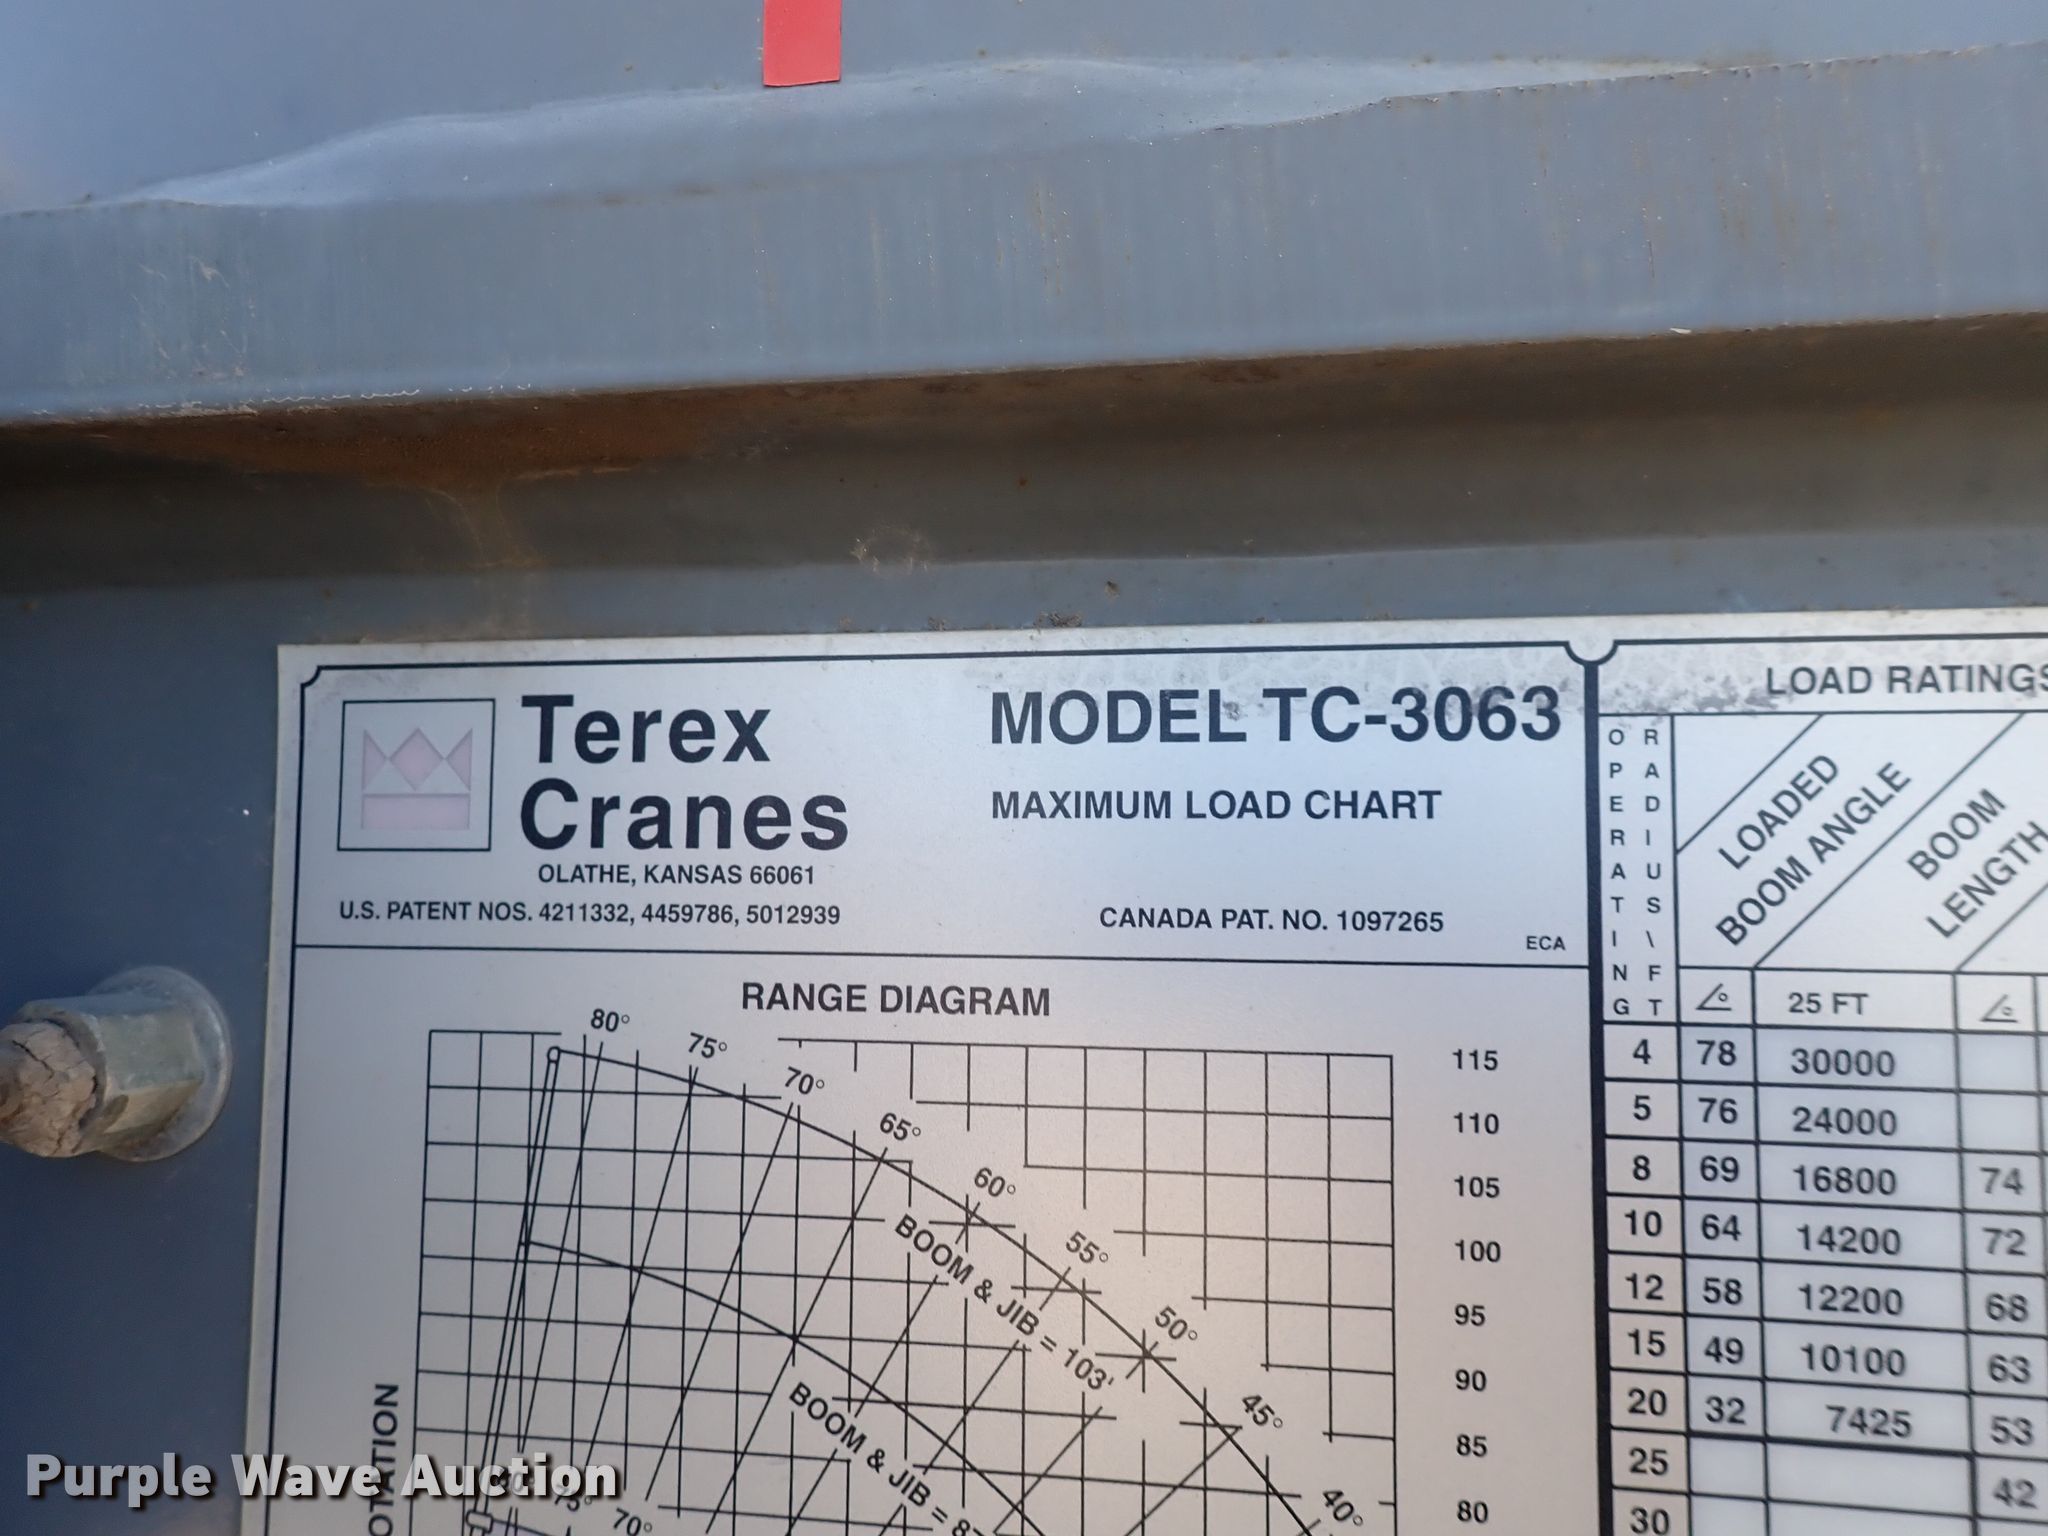 Terex
Cranes
OLATHE, KANSAS 66061
U.S. PATENT NOS. 4211332, 4459786, 5012939
MODEL TC-3063
MAXIMUM LOAD CHART
CANADA PAT. NO. 1097265
ECA
RANGE DIAGRAM
80°
75°
70°
65°
60°
55°
50°
45°
40°
BOOM & JIB = 103'
BOOM & JIB = 87
75°
70°
115
110
105
100
95
90
85
80
LOAD RATINGS
OPERATING
RADIUS\FT
LOADED
BOOM ANGLE
BOOM
LENGTH
25 FT
4 78 30000
5 76 24000
8 69 16800 74
10 64 14200 72
12 58 12200 68
15 49 10100 63
20 32 7425 53
25 42
30
Purple Wave Auction